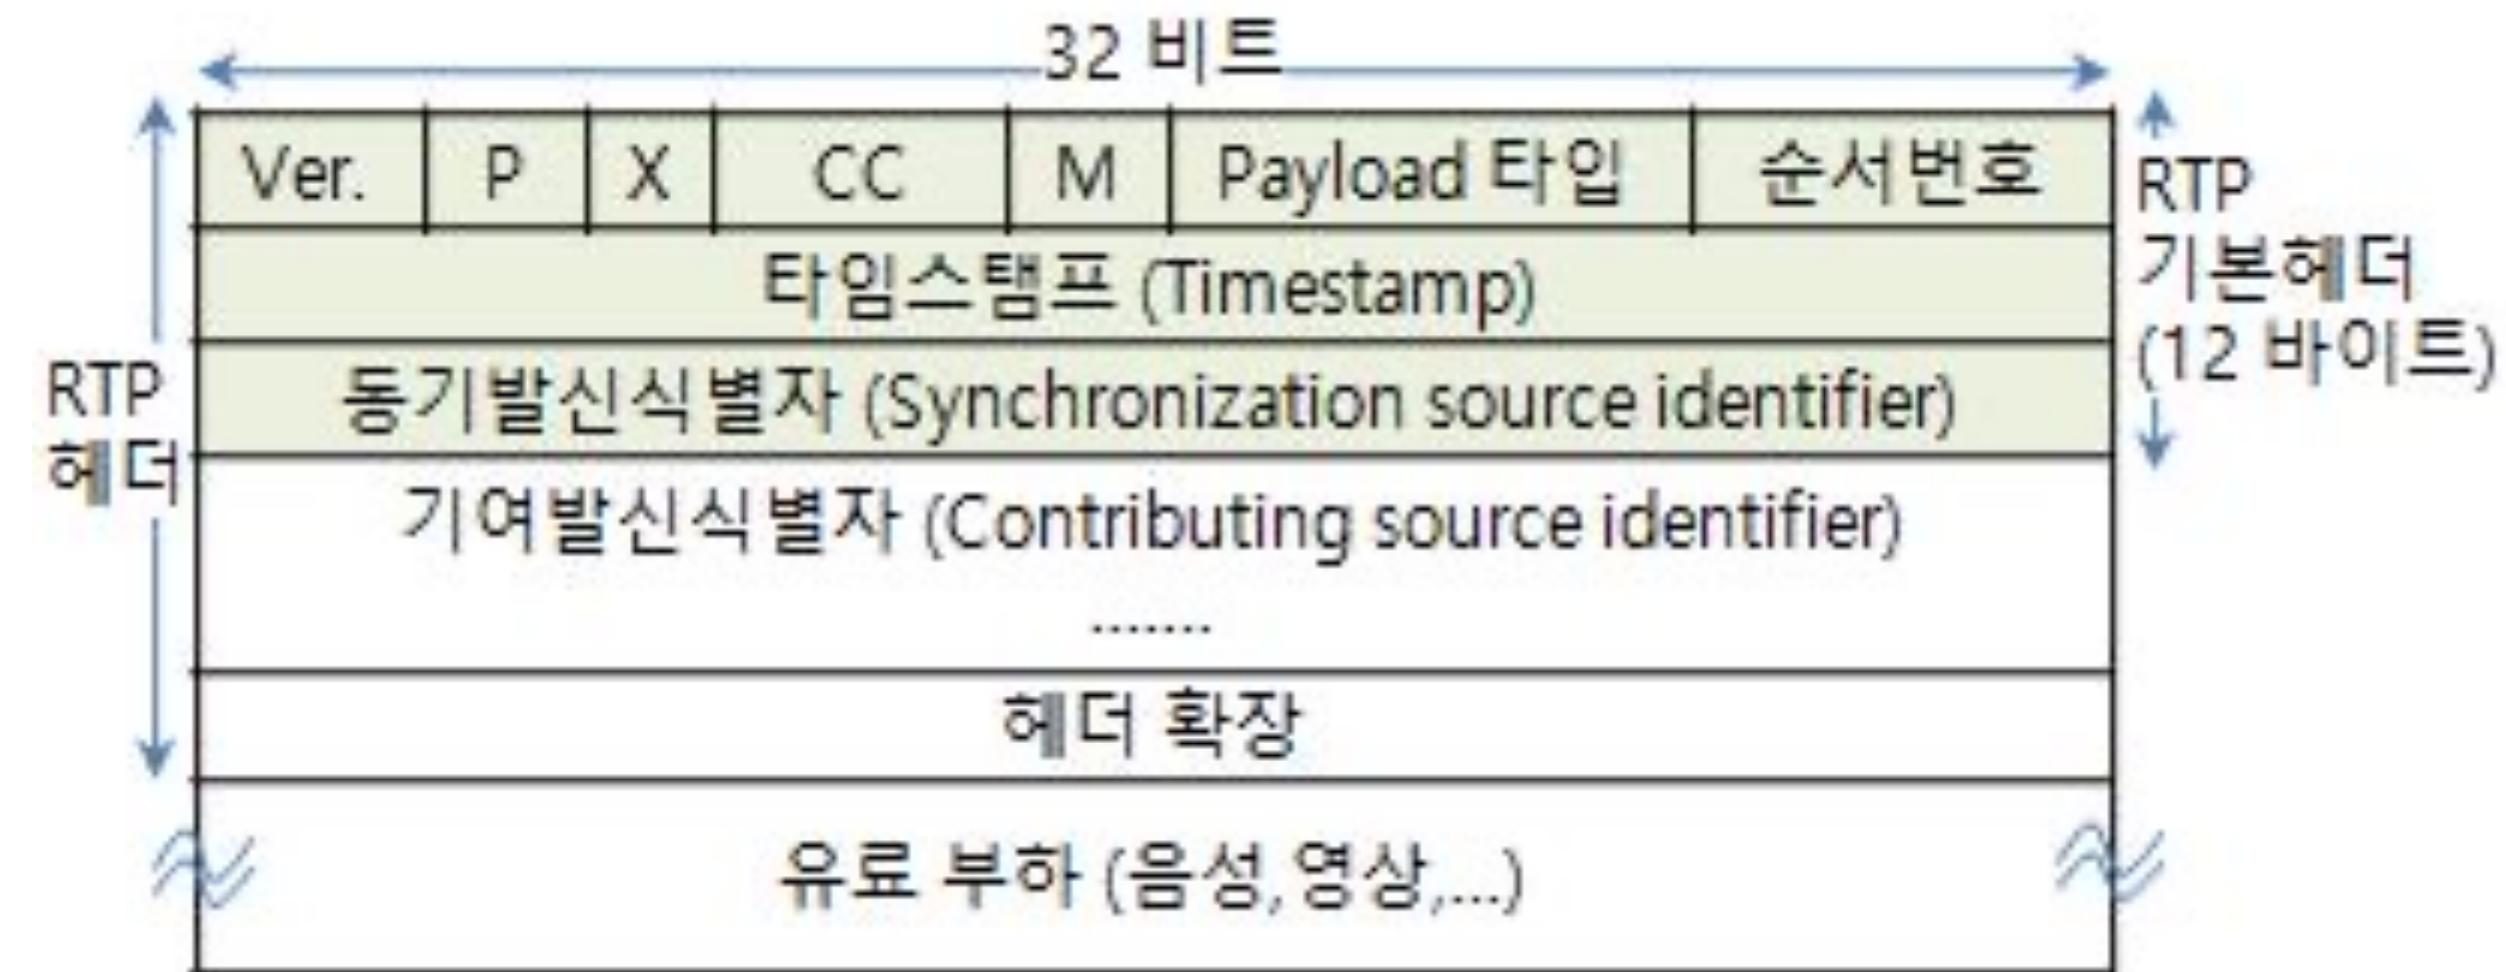 32 비트
Ver. P X CC M Payload 타입 순서번호
타임스탬프 (Timestamp)
동기발신식별자 (Synchronization source identifier)
기여발신식별자 (Contributing source identifier)
.......
헤더 확장
유료 부하 (음성,영상,...)
RTP
헤더
RTP
기본헤더
(12 바이트)